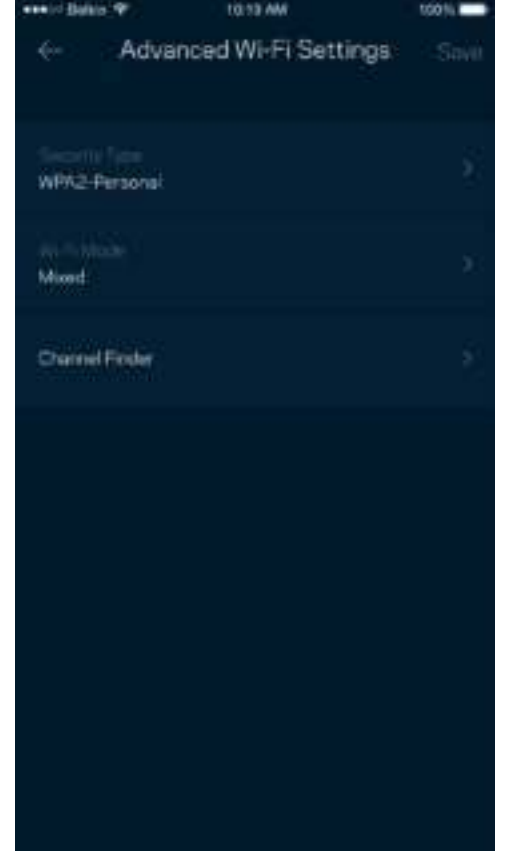 Belkin 10:13 AM 100%
Advanced Wi-Fi Settings Save
Security Type
WPA2-Personal
Wi-Fi Mode
Mixed
Channel Finder